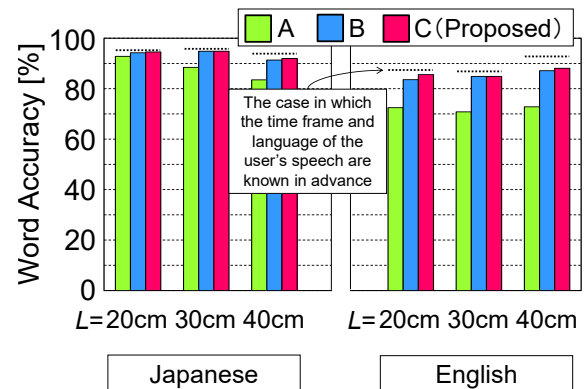 A B C（Proposed）
Word Accuracy [%]
100
80
60
40
20
0
The case in which
the time frame and
language of the
user's speech are
known in advance
L=20cm 30cm 40cm L=20cm 30cm 40cm
Japanese English